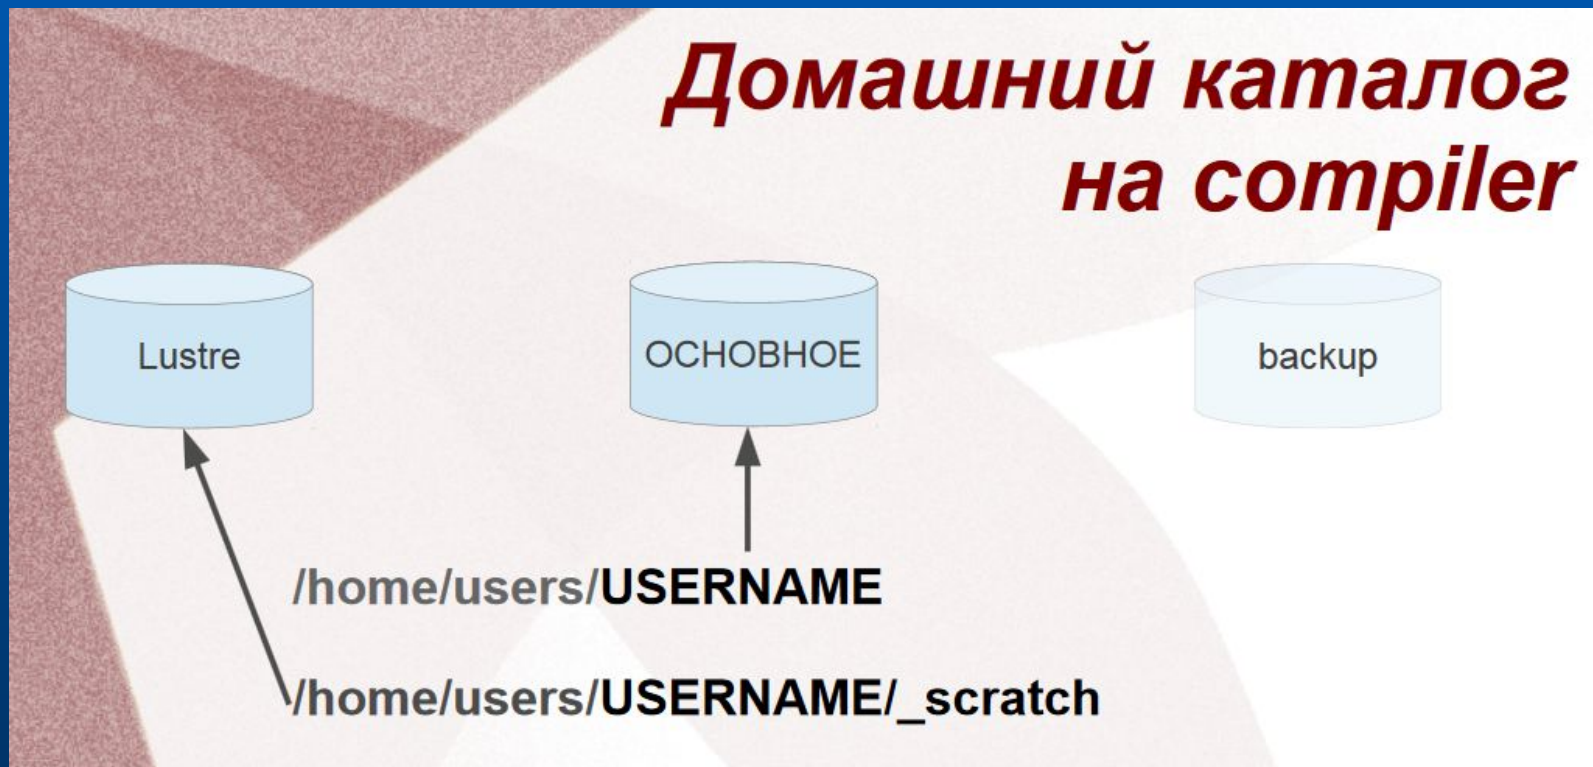 Домашний каталог
на compiler
Lustre
ОСНОВНОЕ
backup
/home/users/USERNAME
/home/users/USERNAME/_scratch